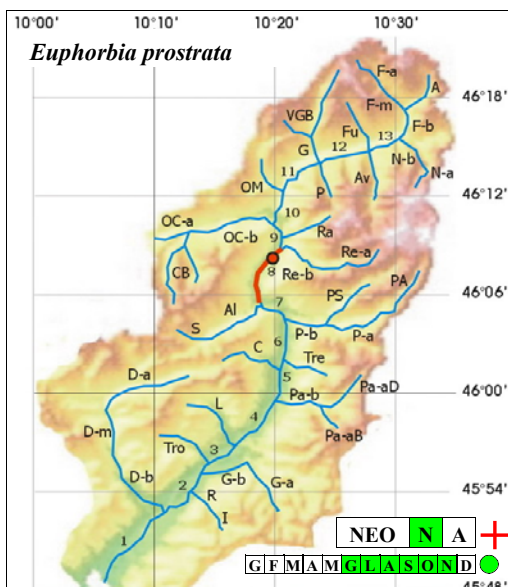 10°00' 10°10' 10°20' 10°30'
Euphorbia prostrata
F-a
A
46°18'
VGB
F-m
F-b
Fu
13
G
12
N-b
11
N-a
OM
P
Av
46°12'
OC-a
10
Ra
OC-b
9
Re-a
CB
8
Re-b
PA
46°06'
PS
Al
7
S
P-b
P-a
6
C
Tre
D-a
5
46°00'
Pa-b
Pa-aD
L
4
D-m
Pa-aB
Tro
3
D-b
G-b
G-a
2
R
45°54'
I
1
NEO N A
G F M A M G L A S O N D
45°48'